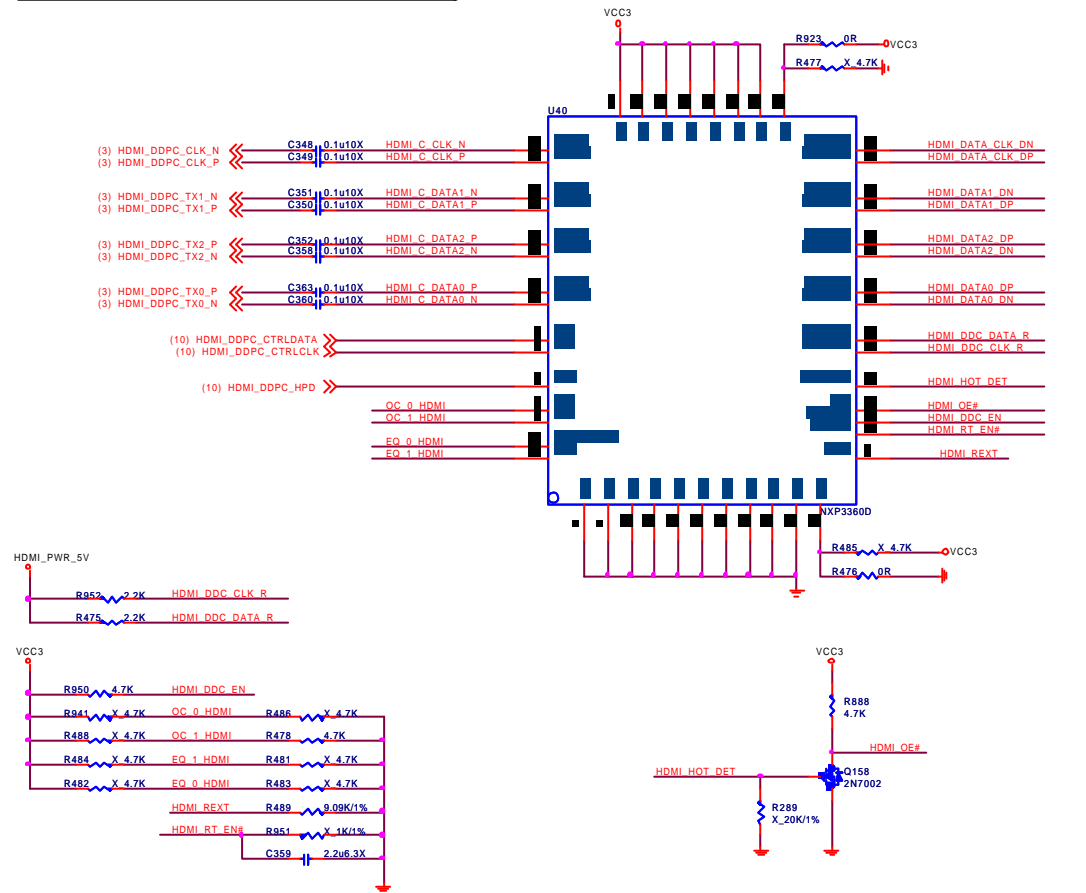 VCC3
R923 0R VCC3
R477 X_4.7K
U40
(3) HDMI_DDPC_CLK_N C348 0.1u10X HDMI_C_CLK_N HDMI_DATA_CLK_DN
(3) HDMI_DDPC_CLK_P C349 0.1u10X HDMI_C_CLK_P HDMI_DATA_CLK_DP
(3) HDMI_DDPC_TX1_N C351 0.1u10X HDMI_C_DATA1_N HDMI_DATA1_DN
(3) HDMI_DDPC_TX1_P C350 0.1u10X HDMI_C_DATA1_P HDMI_DATA1_DP
(3) HDMI_DDPC_TX2_P C352 0.1u10X HDMI_C_DATA2_P HDMI_DATA2_DP
(3) HDMI_DDPC_TX2_N C358 0.1u10X HDMI_C_DATA2_N HDMI_DATA2_DN
(3) HDMI_DDPC_TX0_P C363 0.1u10X HDMI_C_DATA0_P HDMI_DATA0_DP
(3) HDMI_DDPC_TX0_N C360 0.1u10X HDMI_C_DATA0_N HDMI_DATA0_DN
(10) HDMI_DDPC_CTRLDATA HDMI_DDC_DATA_R
(10) HDMI_DDPC_CTRLCLK HDMI_DDC_CLK_R
(10) HDMI_DDPC_HPD HDMI_HOT_DET
OC_0_HDMI HDMI_OE#
OC_1_HDMI HDMI_DDC_EN
HDMI_RT_EN#
EQ_0_HDMI
EQ_1_HDMI HDMI_REXT
NXP3360D
R485 X_4.7K VCC3
R476 0R
HDMI_PWR_5V
R952 2.2K HDMI_DDC_CLK_R
R475 2.2K HDMI_DDC_DATA_R
VCC3
R950 4.7K HDMI_DDC_EN
R941 X_4.7K OC_0_HDMI R486 X_4.7K
R488 X_4.7K OC_1_HDMI R478 4.7K
R484 X_4.7K EQ_1_HDMI R481 X_4.7K
R482 X_4.7K EQ_0_HDMI R483 X_4.7K
HDMI_REXT R489 9.09K/1%
HDMI_RT_EN# R951 X_1K/1%
C359 2.2u6.3X
VCC3
R888
4.7K
HDMI_OE#
HDMI_HOT_DET Q158
2N7002
R289
X_20K/1%